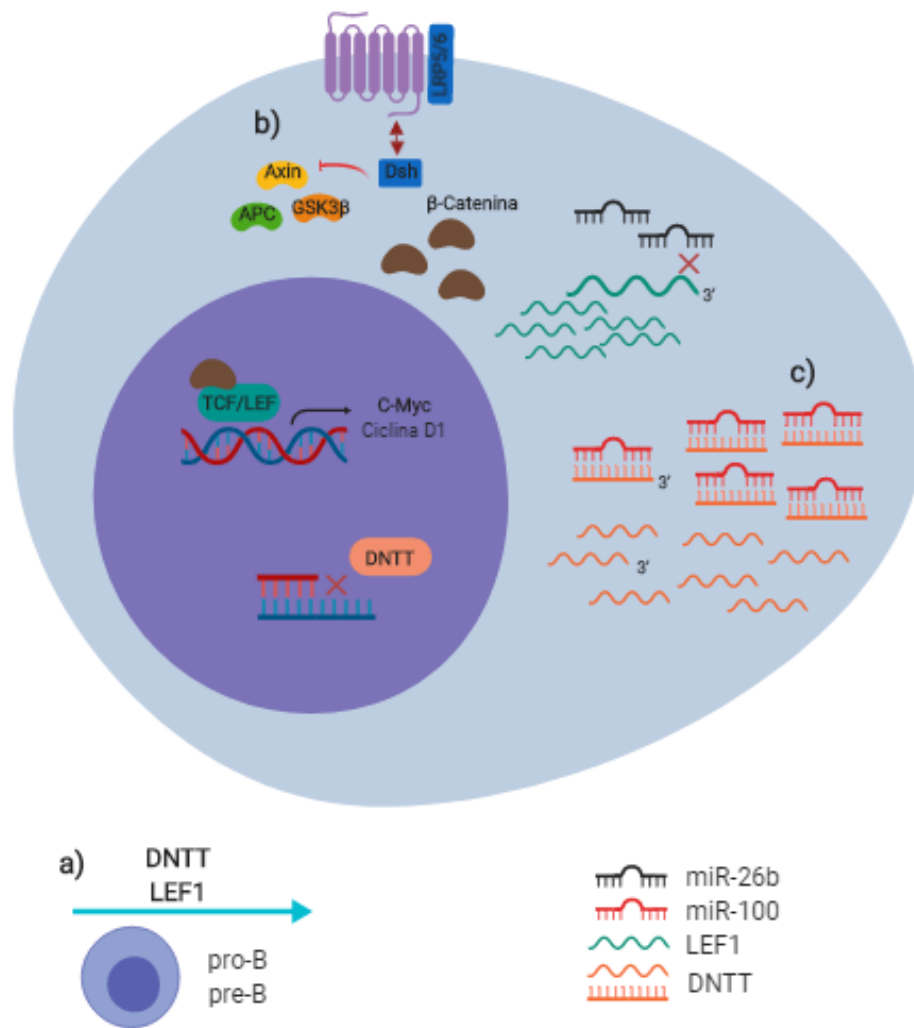 LRP5/6
b)
Axin
Dsh
APC
GSK3β
β-Catenina
3'
c)
TCF/LEF
C-Myc
Ciclina D1
3'
DNTT
3'
a)
DNTT
LEF1
pro-B
pre-B
miR-26b
miR-100
LEF1
DNTT